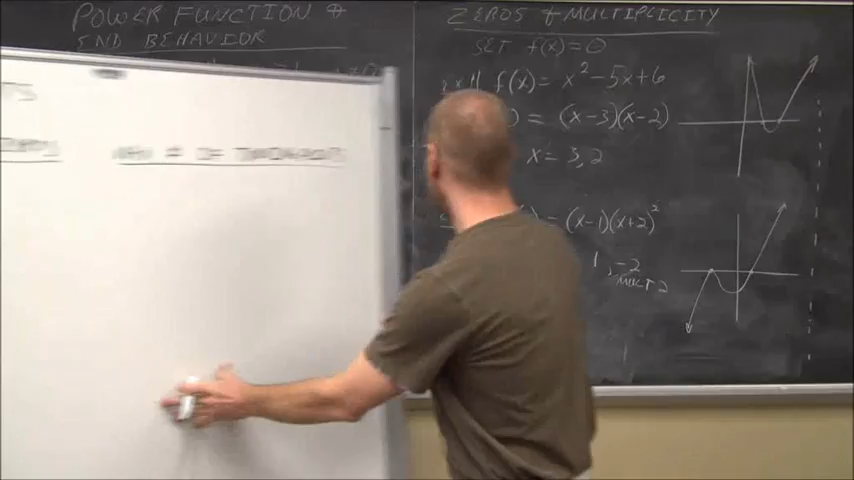 POWER FUNCTION +
END BEHAVIOR
ZEROS + MULTIPLICITY
SET f(x)=0
f(x)= x²-5x+6
= (x-3)(x-2)
x= 3,2
=(x-1)(x+2)²
1, -2
MULT 2
# OF